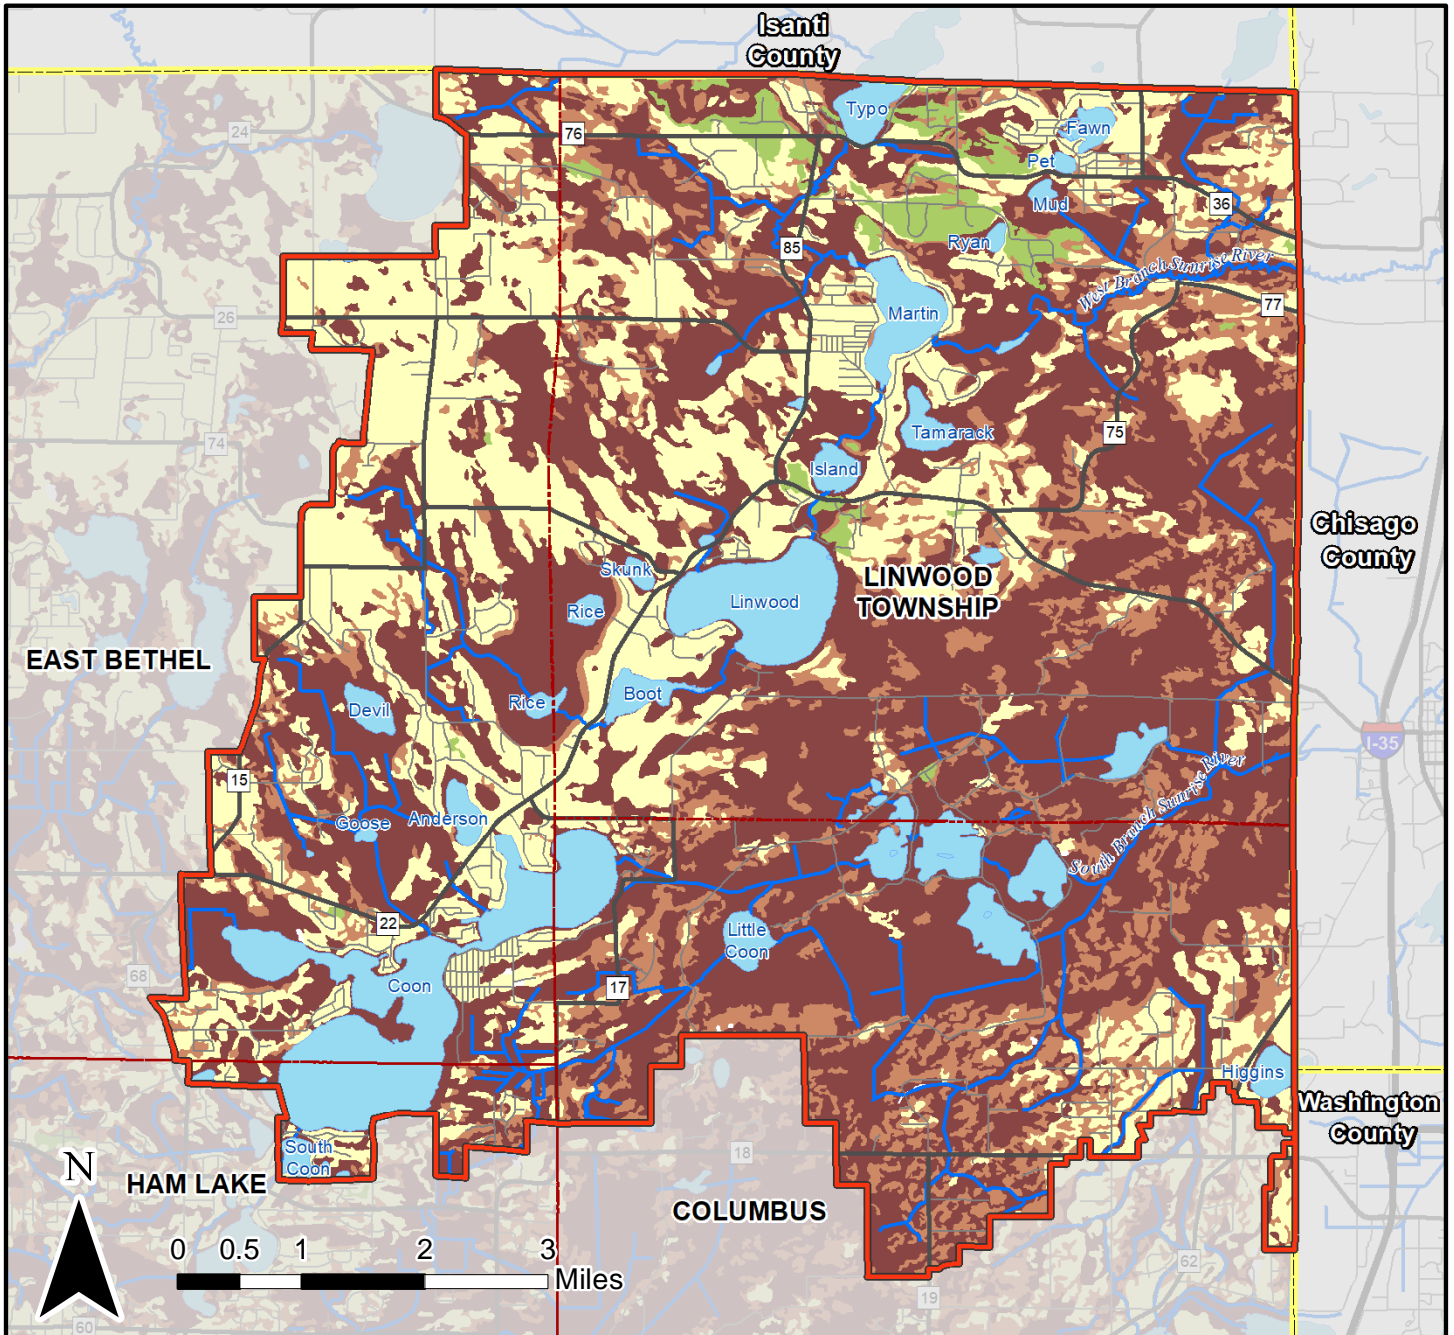 Isanti
County
Typo
24
76
Fawn
Pet
Mud
36
85
Ryan
West Branch Sunrise River
Martin
77
26
75
Tamarack
74
Island
Chisago
County
Skunk
LINWOOD
TOWNSHIP
Linwood
Rice
EAST BETHEL
Boot
Rice
Devil
I-35
15
South Branch Sunrise River
Goose
Anderson
22
Little
Coon
68
Coon
17
Higgins
Washington
County
South
Coon
18
N
HAM LAKE
COLUMBUS
62
0 0.5 1 2 3
Miles
19
60